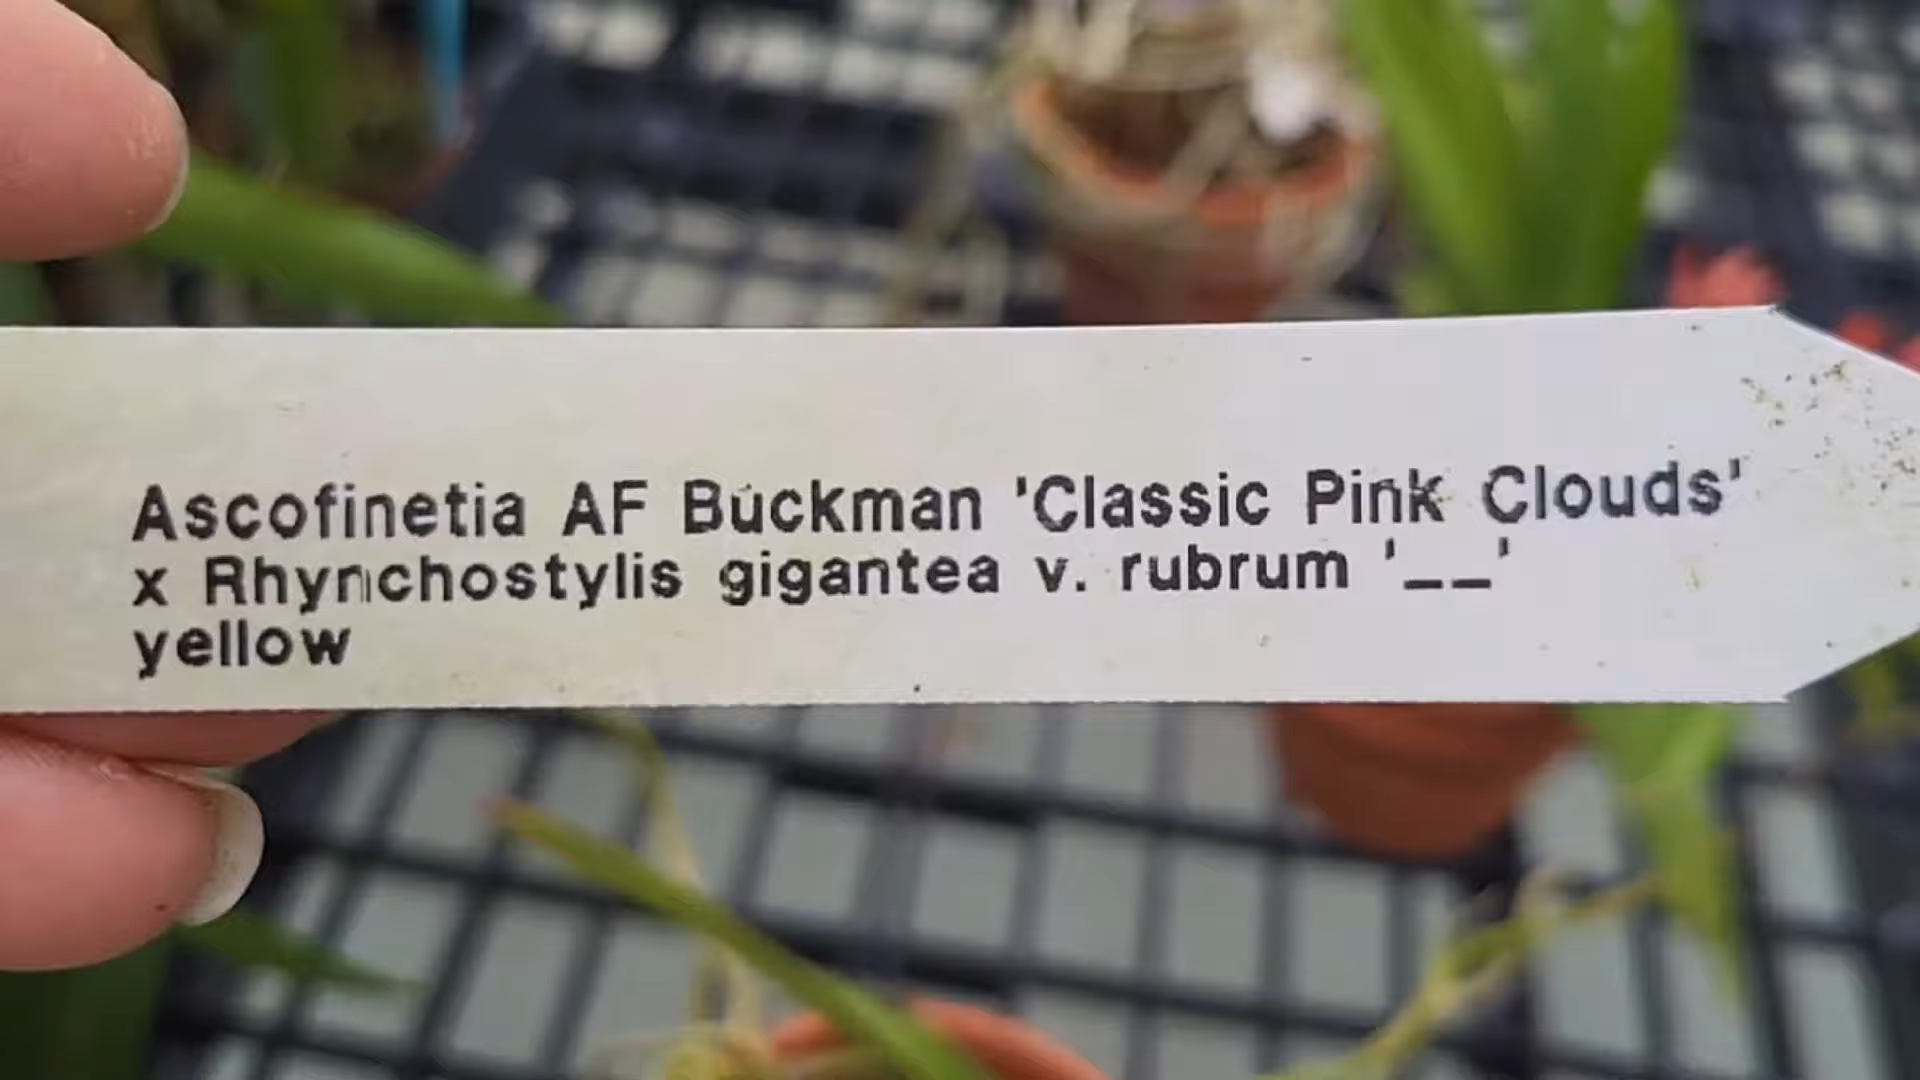 Ascofinetia AF Buckman 'Classic Pink Clouds'
x Rhynchostylis gigantea v. rubrum '__'
yellow